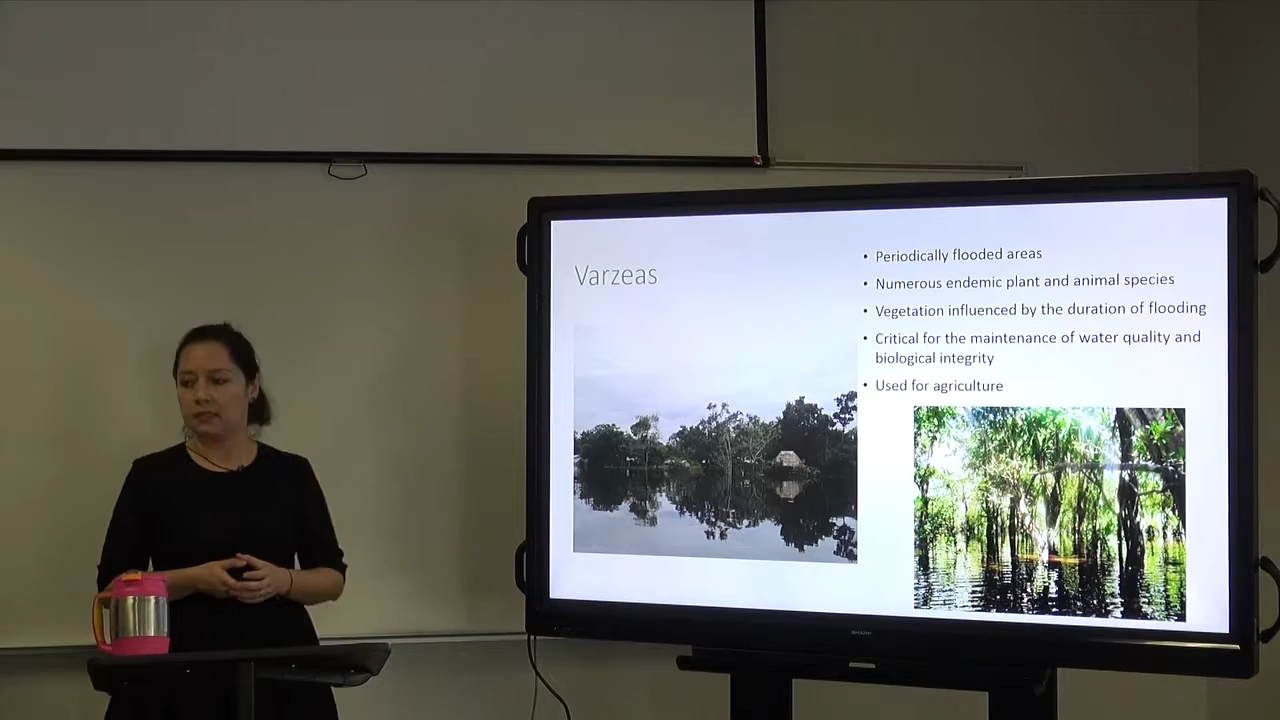 Varzeas
• Periodically flooded areas
• Numerous endemic plant and animal species
• Vegetation influenced by the duration of flooding
• Critical for the maintenance of water quality and
biological integrity
• Used for agriculture
SHARP